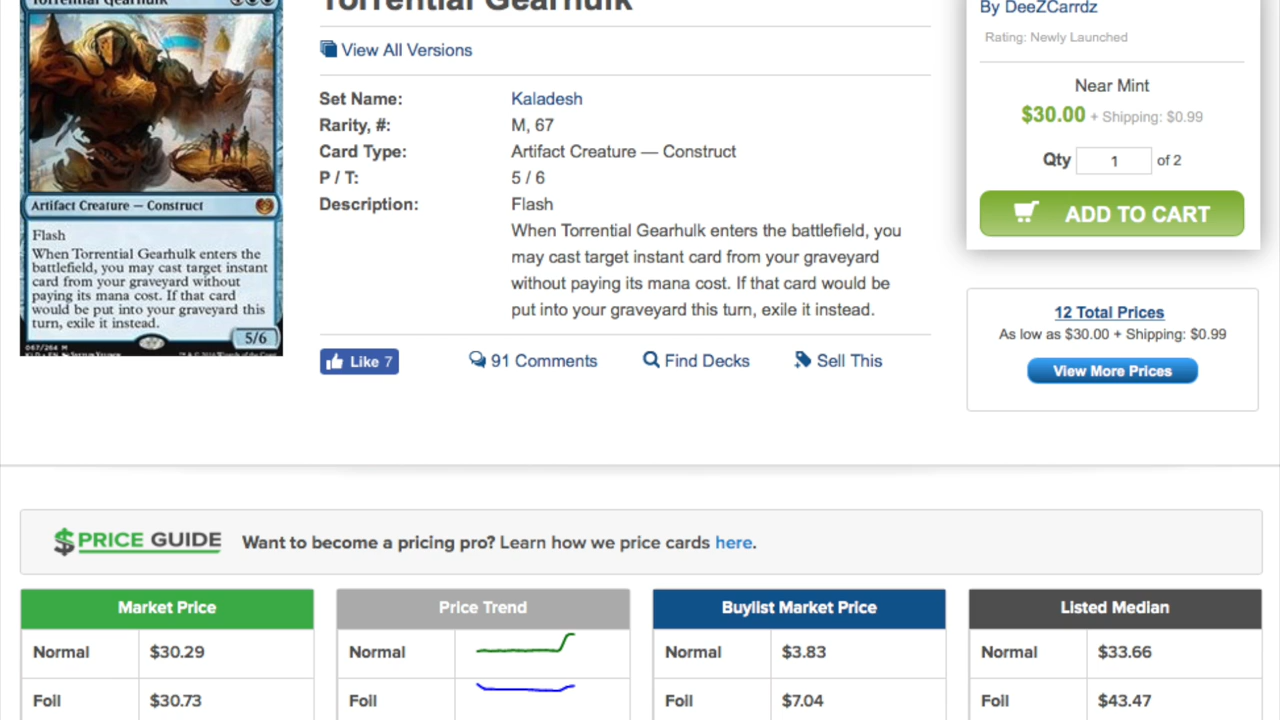 Torrential Gearhulk
Artifact Creature — Construct
Flash
When Torrential Gearhulk enters the
battlefield, you may cast target instant
card from your graveyard without
paying its mana cost. If that card
would be put into your graveyard this
turn, exile it instead.
5/6
067/264 M
Torrential Gearhulk
View All Versions
Set Name: Kaladesh
Rarity, #: M, 67
Card Type: Artifact Creature — Construct
P / T: 5 / 6
Description: Flash
When Torrential Gearhulk enters the battlefield, you
may cast target instant card from your graveyard
without paying its mana cost. If that card would be
put into your graveyard this turn, exile it instead.
Like 7 91 Comments Find Decks Sell This
By DeeZCarrdz
Rating: Newly Launched
Near Mint
$30.00 + Shipping: $0.99
Qty 1 of 2
ADD TO CART
12 Total Prices
As low as $30.00 + Shipping: $0.99
View More Prices
$PRICE GUIDE Want to become a pricing pro? Learn how we price cards here.
Market Price Price Trend Buylist Market Price Listed Median
Normal $30.29 Normal Normal $3.83 Normal $33.66
Foil $30.73 Foil Foil $7.04 Foil $43.47